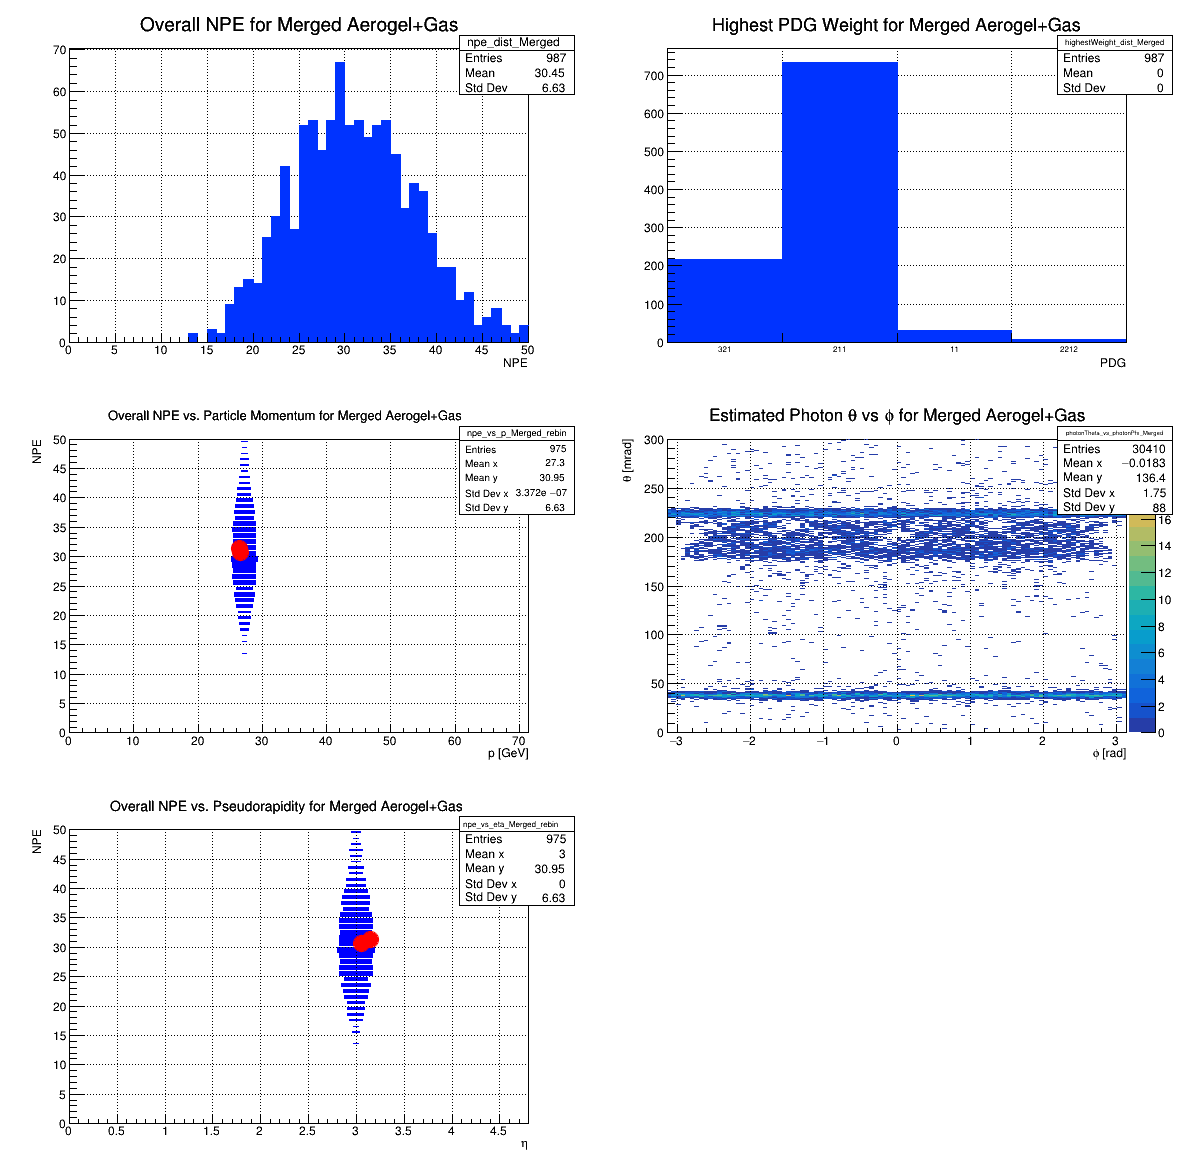 Overall NPE for Merged Aerogel+Gas
npe_dist_Merged
Entries 987
Mean 30.45
Std Dev 6.63
70
60
50
40
30
20
10
0
0 5 10 15 20 25 30 35 40 45 50
NPE
Highest PDG Weight for Merged Aerogel+Gas
highestWeight_dist_Merged
Entries 987
Mean 0
Std Dev 0
700
600
500
400
300
200
100
0
321 211 11 2212
PDG
Overall NPE vs. Particle Momentum for Merged Aerogel+Gas
npe_vs_p_Merged_rebin
Entries 975
Mean x 27.3
Mean y 30.95
Std Dev x 3.372e −07
Std Dev y 6.63
NPE
50
45
40
35
30
25
20
15
10
5
0
0 10 20 30 40 50 60 70
p [GeV]
Estimated Photon θ vs ϕ for Merged Aerogel+Gas
photonTheta_vs_photonPhi_Merged
Entries 30410
Mean x −0.0183
Mean y 136.4
Std Dev x 1.75
Std Dev y 88
θ [mrad]
300
250
200
150
100
50
0
−3 −2 −1 0 1 2 3
ϕ [rad]
16
14
12
10
8
6
4
2
0
Overall NPE vs. Pseudorapidity for Merged Aerogel+Gas
npe_vs_eta_Merged_rebin
Entries 975
Mean x 3
Mean y 30.95
Std Dev x 0
Std Dev y 6.63
NPE
50
45
40
35
30
25
20
15
10
5
0
0 0.5 1 1.5 2 2.5 3 3.5 4 4.5
η